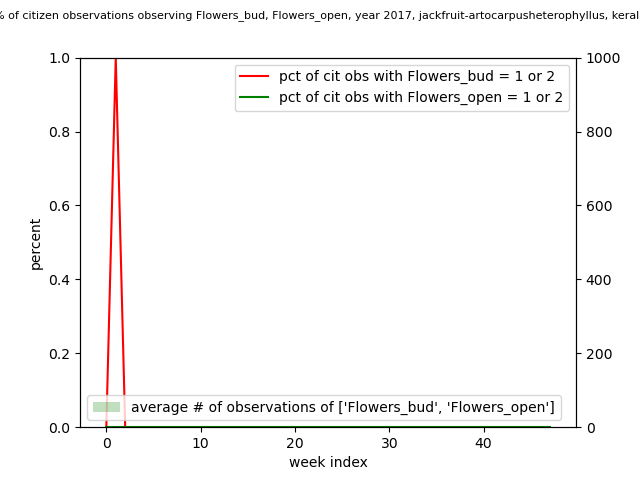 % of citizen observations observing Flowers_bud, Flowers_open, year 2017, jackfruit-artocarpusheterophyllus, keral
1.0
0.8
0.6
0.4
0.2
0.0
percent
1000
800
600
400
200
0
pct of cit obs with Flowers_bud = 1 or 2
pct of cit obs with Flowers_open = 1 or 2
average # of observations of ['Flowers_bud', 'Flowers_open']
0 10 20 30 40
week index